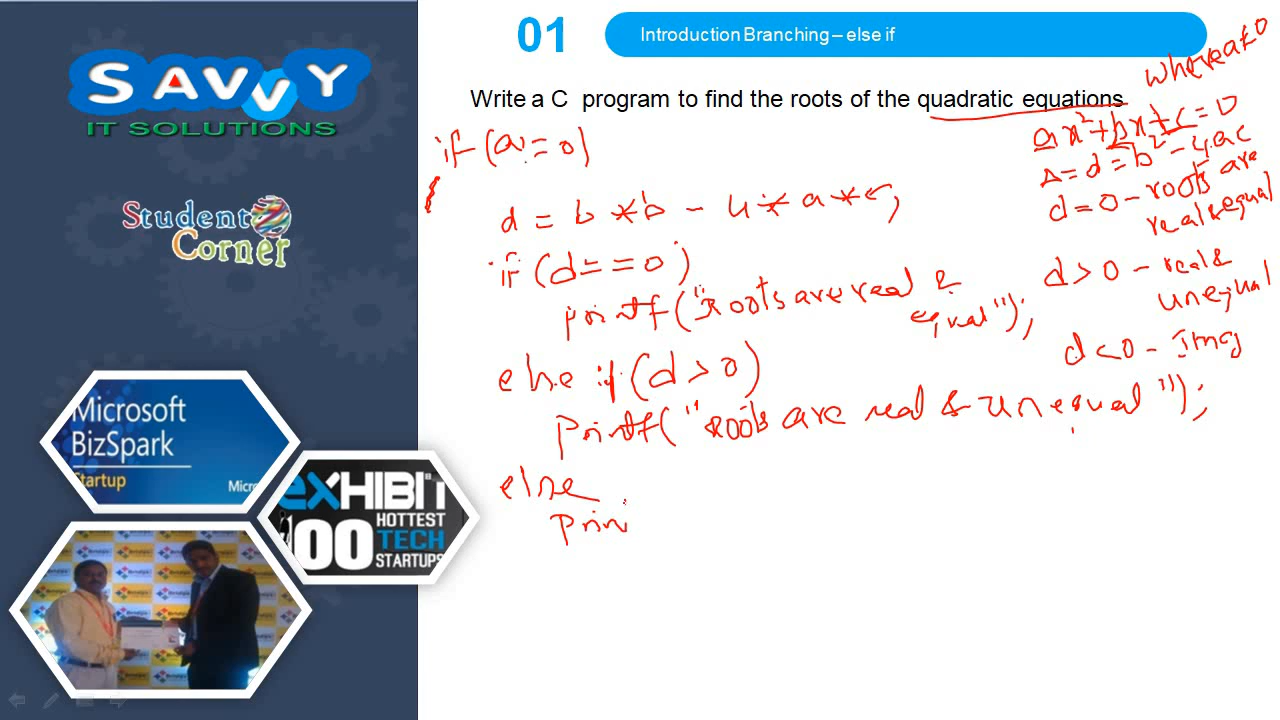 SAVVY
IT SOLUTIONS
Student
Corner
Microsoft
BizSpark
Startup
Micro
eXHIBIT
100 HOTTEST
TECH
STARTUPS
01
Introduction Branching – else if
Write a C program to find the roots of the quadratic equations
where a≠0
ax²+bx+c=0
Δ=d=b²-4ac
d=0 - roots are
real & equal
d>0 - real &
unequal
d<0 - Img
if (a!=0)
{
d = b*b - 4*a*c;
if (d==0)
printf("Roots are real &
equal");
else if (d>0)
printf("Roots are real & unequal");
else
prin